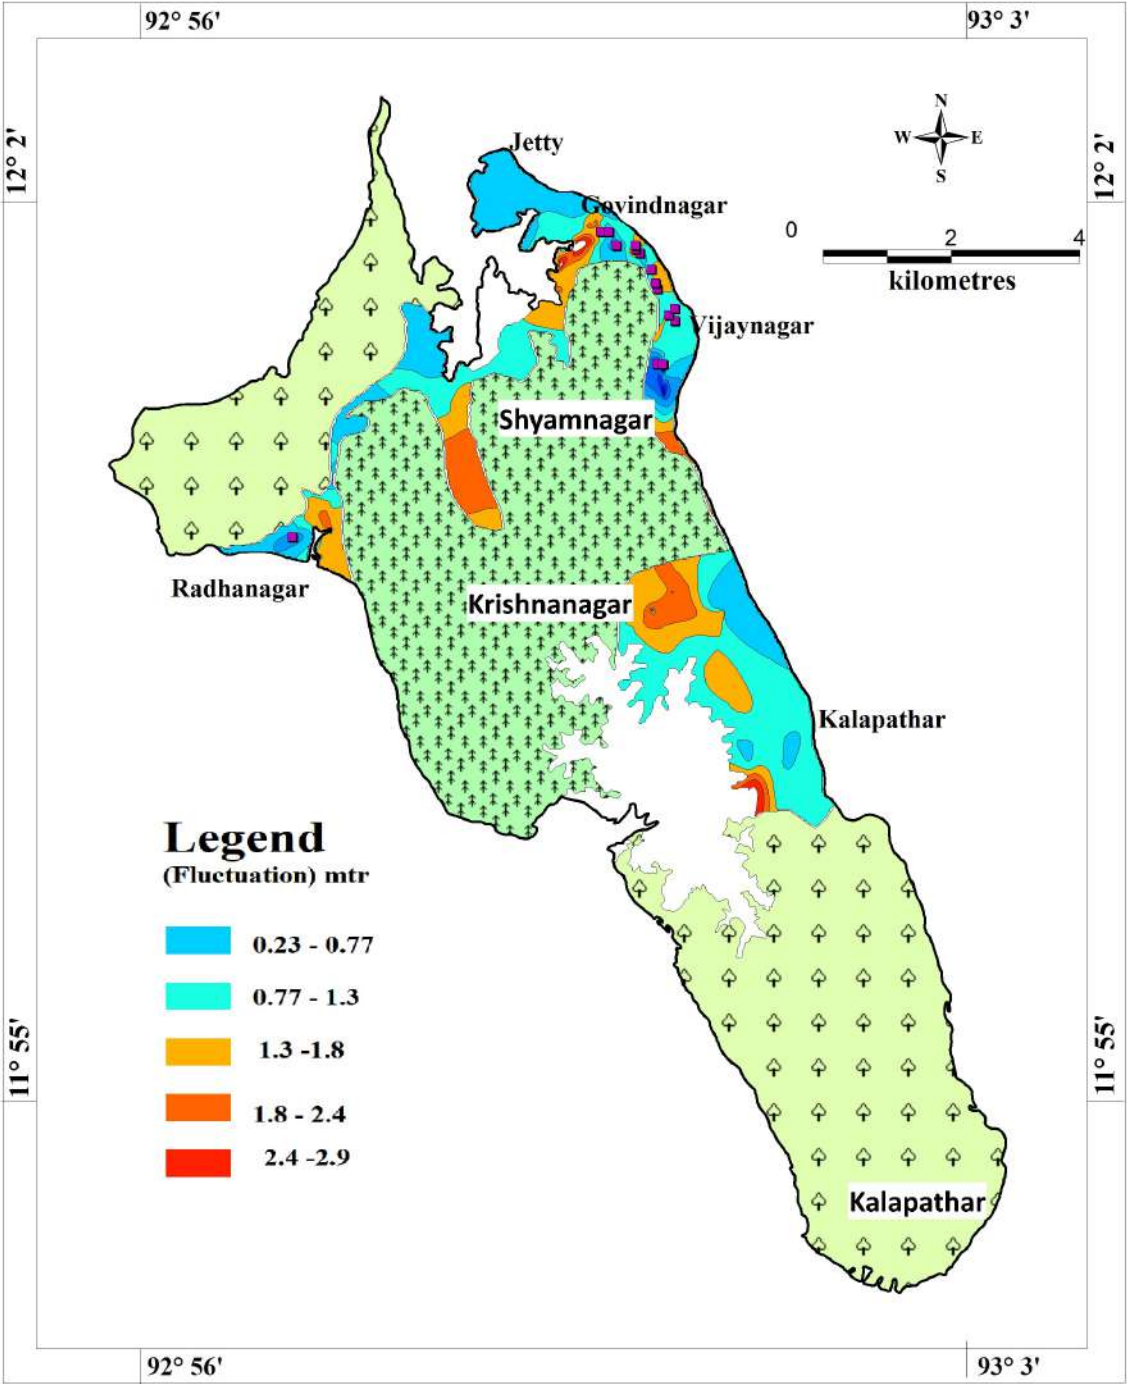 92° 56'
93° 3'
12° 2'
12° 2'
N
W
E
S
Jetty
Govindnagar
0
2
4
kilometres
Vijaynagar
Shyamnagar
Radhanagar
Krishnanagar
Kalapathar
Legend
(Fluctuation) mtr
0.23 - 0.77
0.77 - 1.3
1.3 -1.8
1.8 - 2.4
2.4 -2.9
11° 55'
11° 55'
Kalapathar
92° 56'
93° 3'